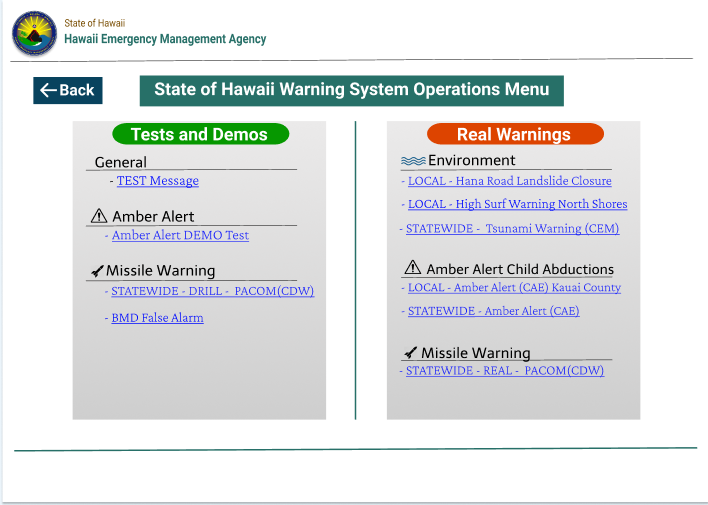 State of Hawaii
Hawaii Emergency Management Agency
Back
State of Hawaii Warning System Operations Menu
Tests and Demos
General
- TEST Message
Amber Alert
- Amber Alert DEMO Test
Missile Warning
- STATEWIDE - DRILL - PACOM(CDW)
- BMD False Alarm
Real Warnings
Environment
- LOCAL - Hana Road Landslide Closure
- LOCAL - High Surf Warning North Shores
- STATEWIDE - Tsunami Warning (CEM)
Amber Alert Child Abductions
- LOCAL - Amber Alert (CAE) Kauai County
- STATEWIDE - Amber Alert (CAE)
Missile Warning
- STATEWIDE - REAL - PACOM(CDW)